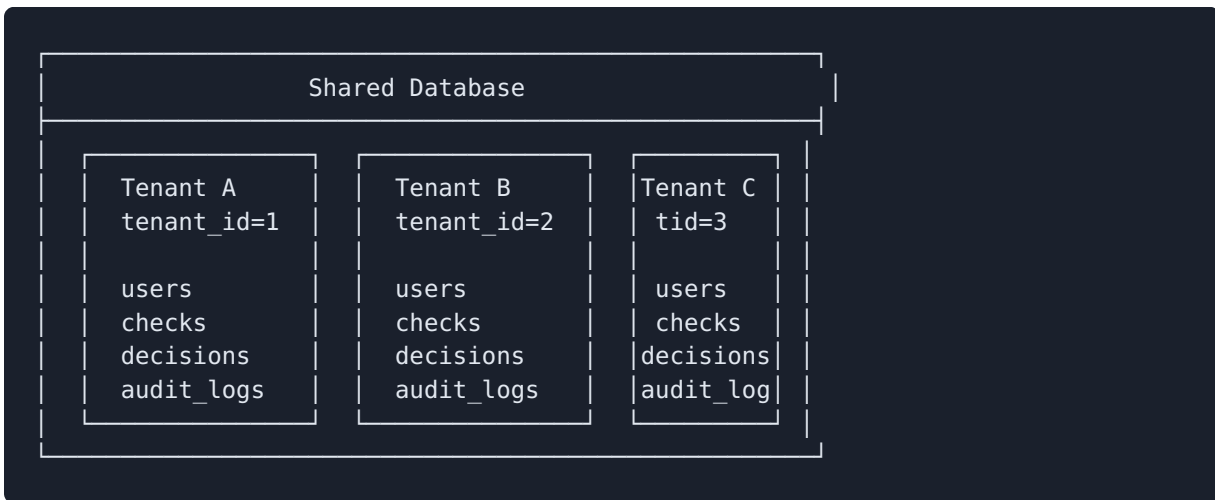 Shared Database
Tenant A Tenant B Tenant C
tenant_id=1 tenant_id=2 tid=3
users users users
checks checks checks
decisions decisions decisions
audit_logs audit_logs audit_log